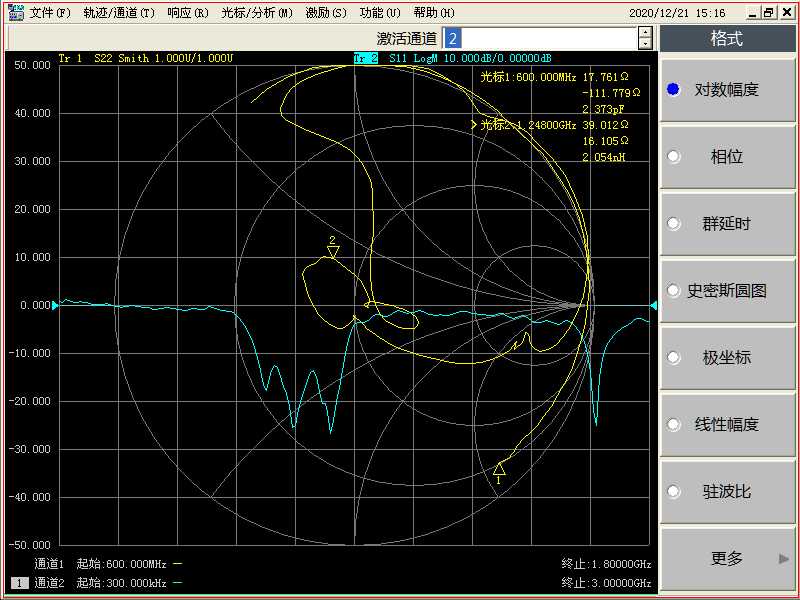 文件(F) 轨迹/通道(T) 响应(R) 光标/分析(M) 激励(S) 功能(U) 帮助(H) 2020/12/21 15:16
激活通道 2
格式
Tr 1 S22 Smith 1.000U/1.000U Tr 2 S11 LogM 10.000dB/0.00000dB
50.000
光标1:600.000MHz 17.761Ω
-111.779Ω
2.373pF
>光标2:1.24800GHz 39.012Ω
16.105Ω
2.054nH
40.000
30.000
20.000
10.000
0.000
-10.000
-20.000
-30.000
-40.000
-50.000
2
1
对数幅度
相位
群延时
史密斯圆图
极坐标
线性幅度
驻波比
更多
通道1 起始:600.000MHz 终止:1.80000GHz
1 通道2 起始:300.000kHz 终止:3.00000GHz